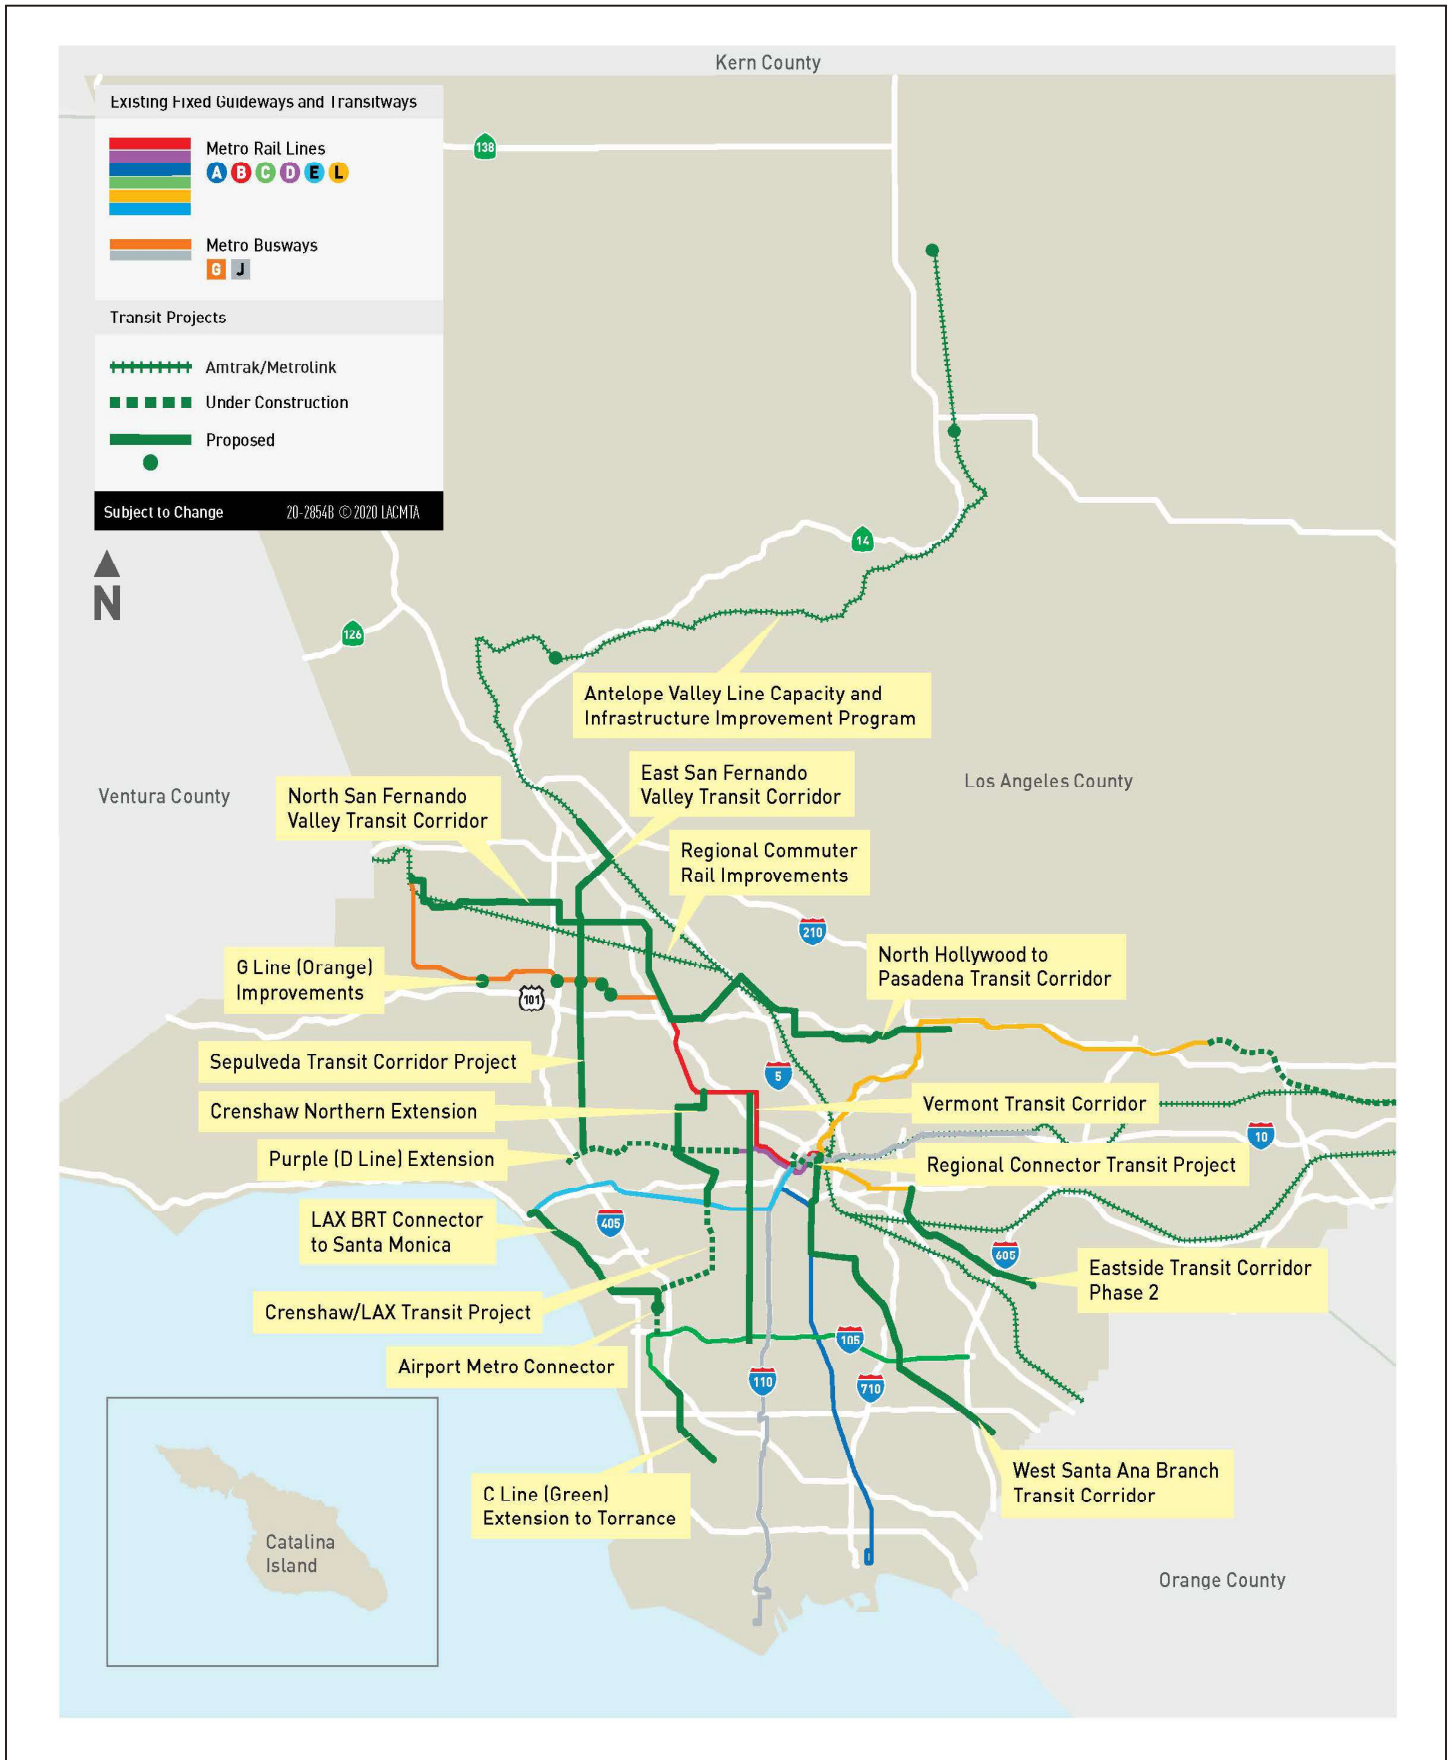 Kern County
Existing Fixed Guideways and Transitways
Metro Rail Lines
A B C D E L
Metro Busways
G J
Transit Projects
Amtrak/Metrolink
Under Construction
Proposed
Subject to Change 20-2854B © 2020 LACMTA
N
138
14
126
Antelope Valley Line Capacity and
Infrastructure Improvement Program
Ventura County
Los Angeles County
East San Fernando
Valley Transit Corridor
North San Fernando
Valley Transit Corridor
Regional Commuter
Rail Improvements
210
North Hollywood to
Pasadena Transit Corridor
G Line (Orange)
Improvements
101
Sepulveda Transit Corridor Project
5
Crenshaw Northern Extension
Vermont Transit Corridor
10
Purple (D Line) Extension
Regional Connector Transit Project
LAX BRT Connector
to Santa Monica
405
605
Eastside Transit Corridor
Phase 2
Crenshaw/LAX Transit Project
105
Airport Metro Connector
110
710
C Line (Green)
Extension to Torrance
West Santa Ana Branch
Transit Corridor
Catalina
Island
Orange County